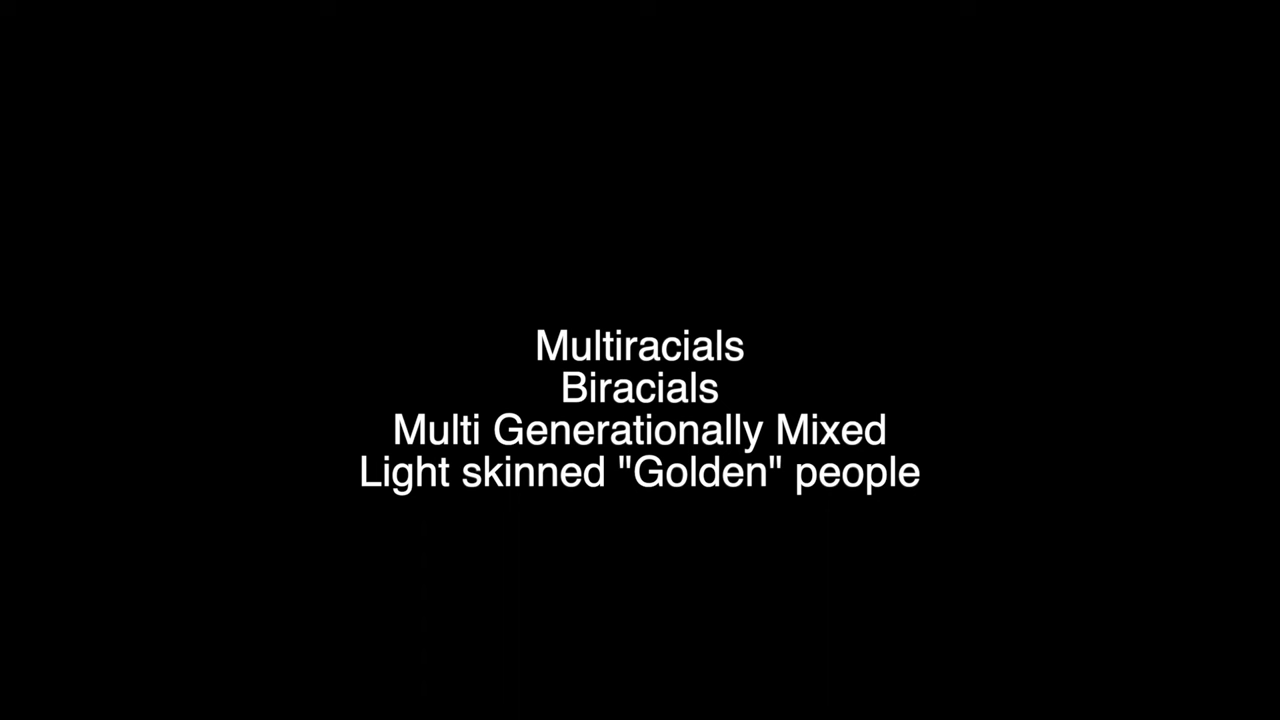 Multiracials
Biracials
Multi Generationally Mixed
Light skinned "Golden" people